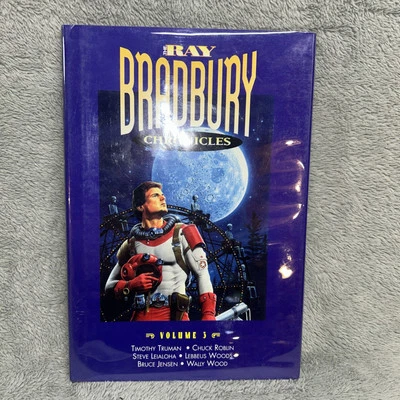 THE RAY
BRADBURY
CHRONICLES
VOLUME 3
TIMOTHY TRUMAN • CHUCK ROBLIN
STEVE LEIALOHA • LEBBEUS WOODS
BRUCE JENSEN • WALLY WOOD